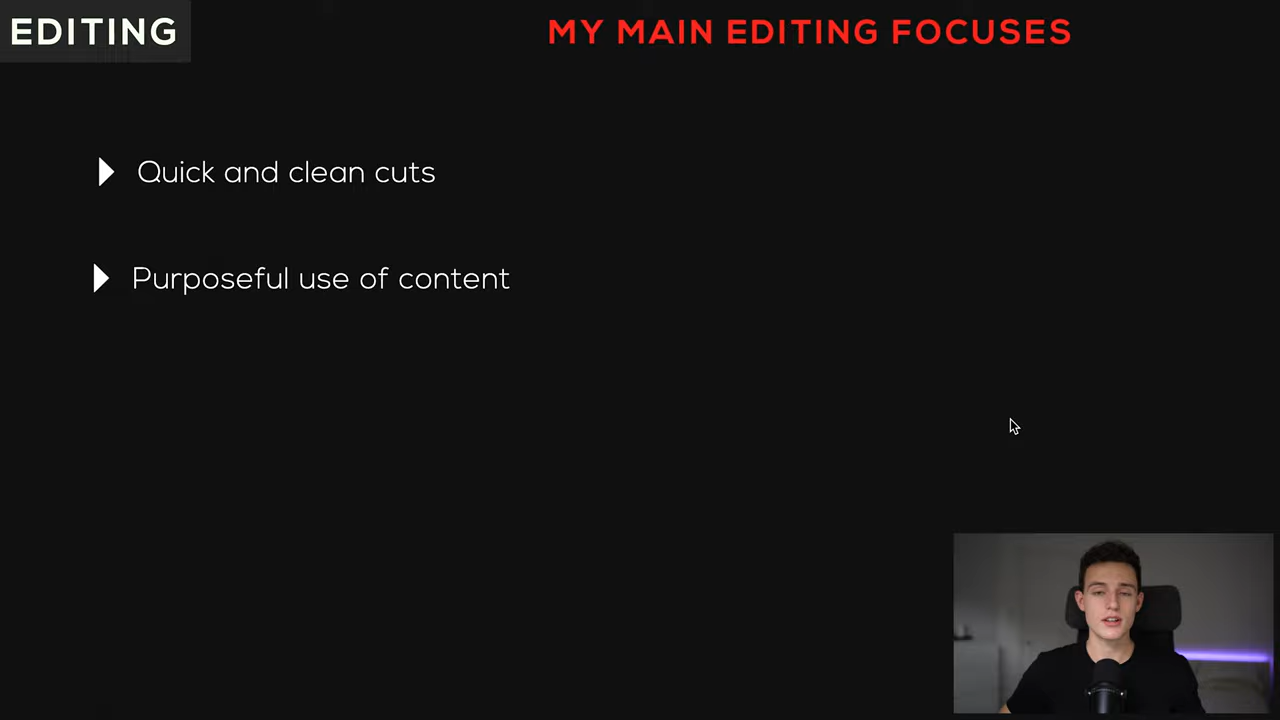 EDITING
MY MAIN EDITING FOCUSES
Quick and clean cuts
Purposeful use of content